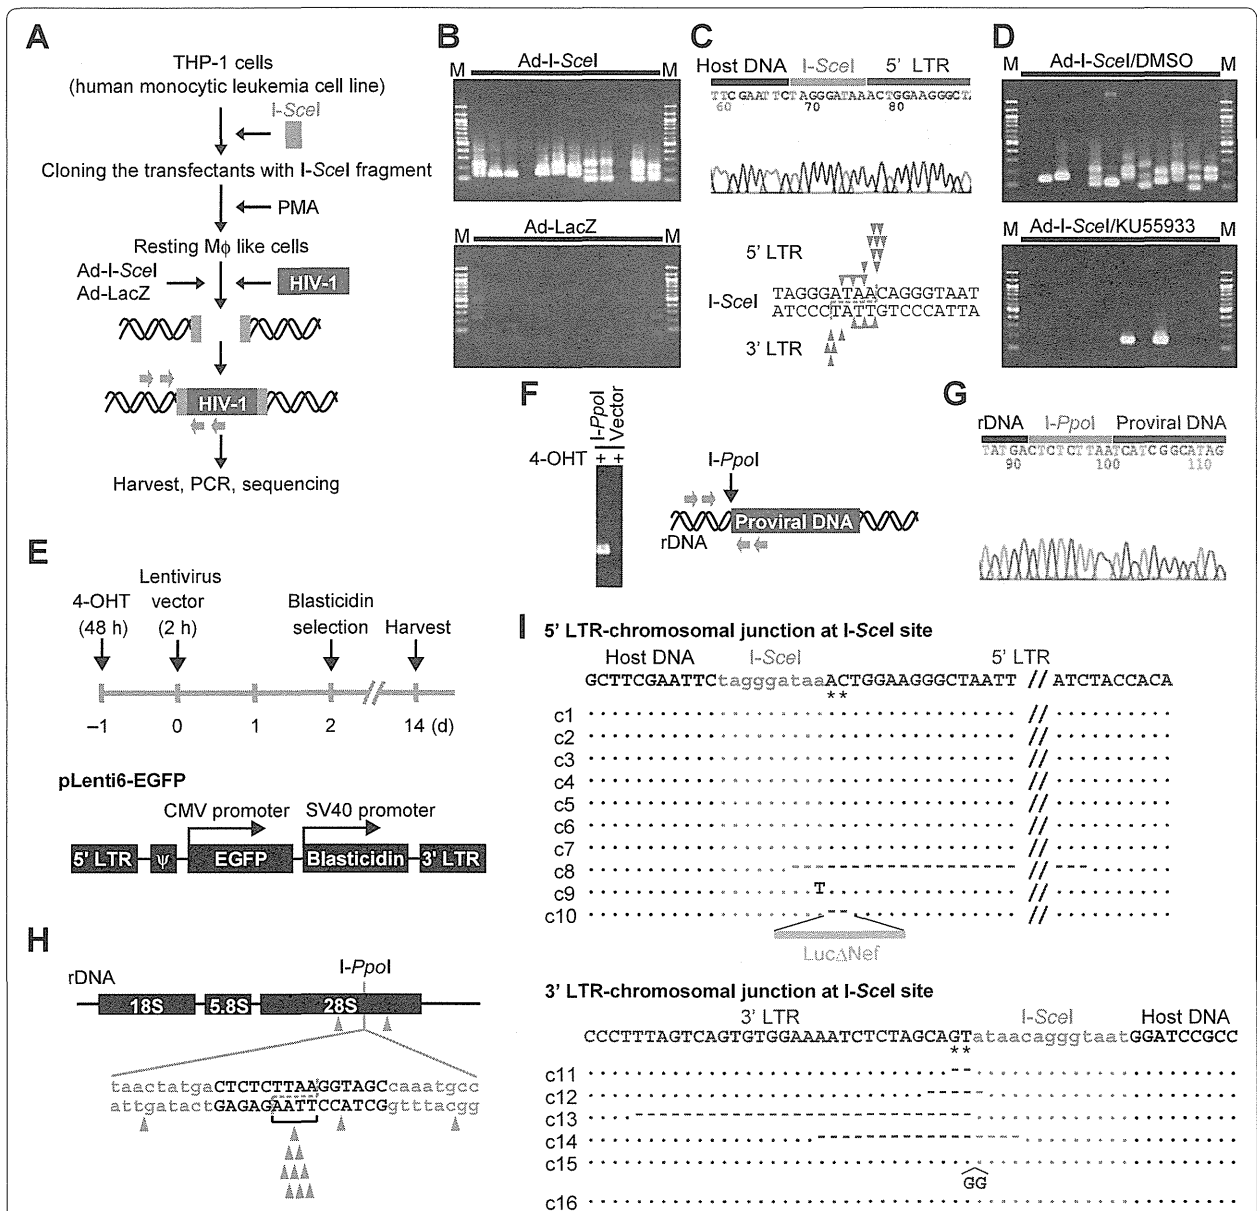 A
THP-1 cells
(human monocytic leukemia cell line)
I-SceI
Cloning the transfectants with I-SceI fragment
PMA
Resting Mϕ like cells
Ad-I-SceI
Ad-LacZ
HIV-1
HIV-1
Harvest, PCR, sequencing
B
M Ad-I-SceI M
M Ad-LacZ M
C
Host DNA I-SceI 5' LTR
TTCGAATTCTAGGGATAAACTGGAAGGGCT
60 70 80
5' LTR
I-SceI
TAGGGATAACAGGGTAAT
ATCCCTATTGTCCCATTA
3' LTR
D
M Ad-I-SceI/DMSO M
M Ad-I-SceI/KU55933 M
E
4-OHT
(48 h)
Lentivirus
vector
(2 h)
Blasticidin
selection
Harvest
–1 0 1 2 14 (d)
pLenti6-EGFP
CMV promoter SV40 promoter
5' LTR ψ EGFP Blasticidin 3' LTR
F
I-PpoI
Vector
4-OHT + +
I-PpoI
Proviral DNA
rDNA
G
rDNA I-PpoI Proviral DNA
TATGACTCTCTTAATCATCGGCATAG
90 100 110
H
rDNA
I-PpoI
18S 5.8S 28S
taactatgaCTCTCTTAAGGTAGCcaaatgcc
attgatactGAGAGAATTCCATCGgtttacgg
I
5' LTR-chromosomal junction at I-SceI site
Host DNA I-SceI 5' LTR
GCTTCGAATTCtagggataaACTGGAAGGGCTAATT // ATCTACCACA
**
c1
c2
c3
c4
c5
c6
c7
c8
c9 T
c10
LucΔNef
3' LTR-chromosomal junction at I-SceI site
3' LTR I-SceI Host DNA
CCCTTTAGTCAGTGTGGAAAATCTCTAGCAGTataacagggtaatGGATCCGCC
**
c11
c12
c13
c14
c15
GG
c16